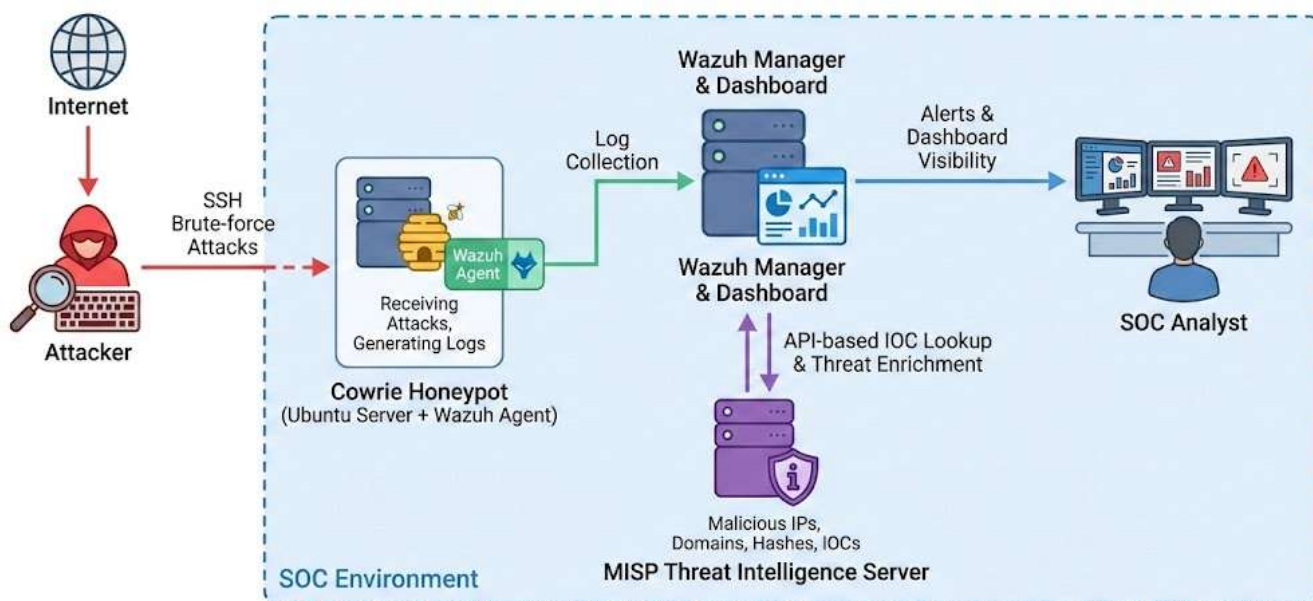 Internet
Attacker
SSH
Brute-force
Attacks
Wazuh
Agent
Receiving
Attacks,
Generating Logs
Cowrie Honeypot
(Ubuntu Server + Wazuh Agent)
Log
Collection
Wazuh Manager
& Dashboard
Wazuh Manager
& Dashboard
Alerts &
Dashboard
Visibility
SOC Analyst
API-based IOC Lookup
& Threat Enrichment
Malicious IPs,
Domains, Hashes, IOCs
MISP Threat Intelligence Server
SOC Environment